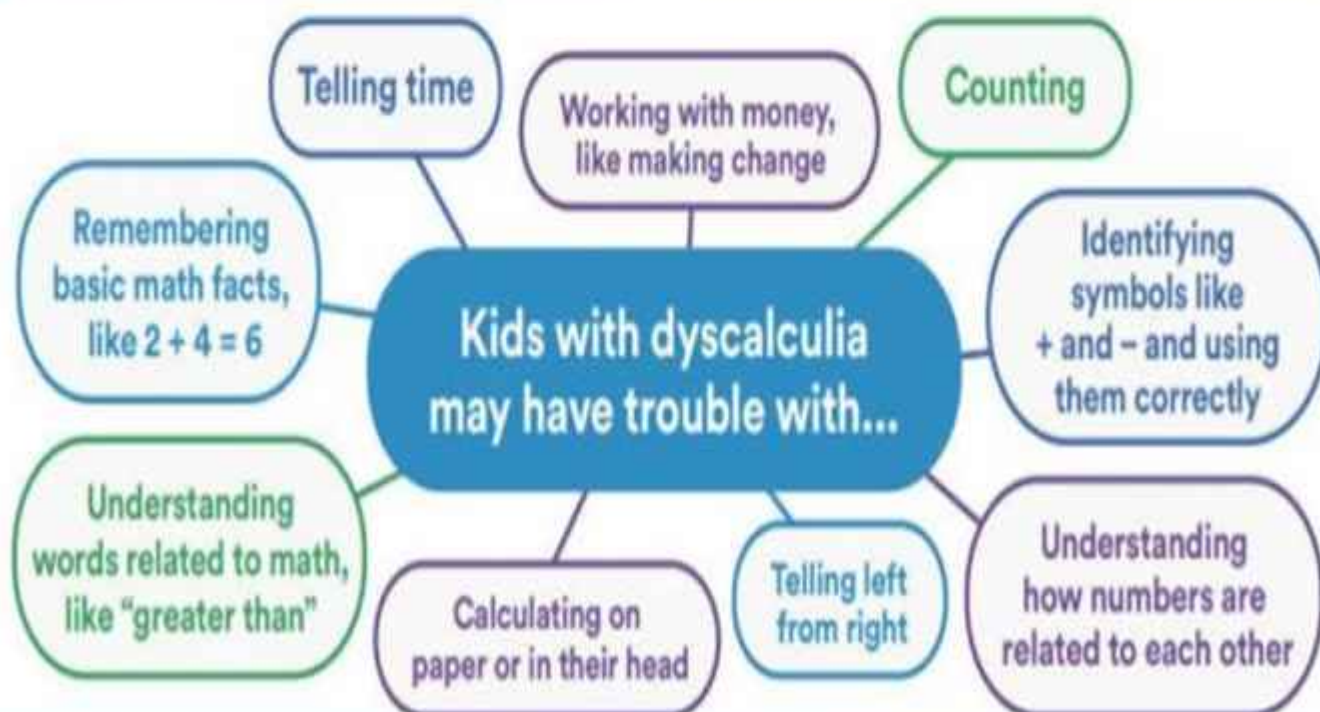 Telling time
Working with money,
like making change
Counting
Remembering
basic math facts,
like 2 + 4 = 6
Kids with dyscalculia
may have trouble with...
Identifying
symbols like
+ and – and using
them correctly
Understanding
words related to math,
like “greater than”
Calculating on
paper or in their head
Telling left
from right
Understanding
how numbers are
related to each other